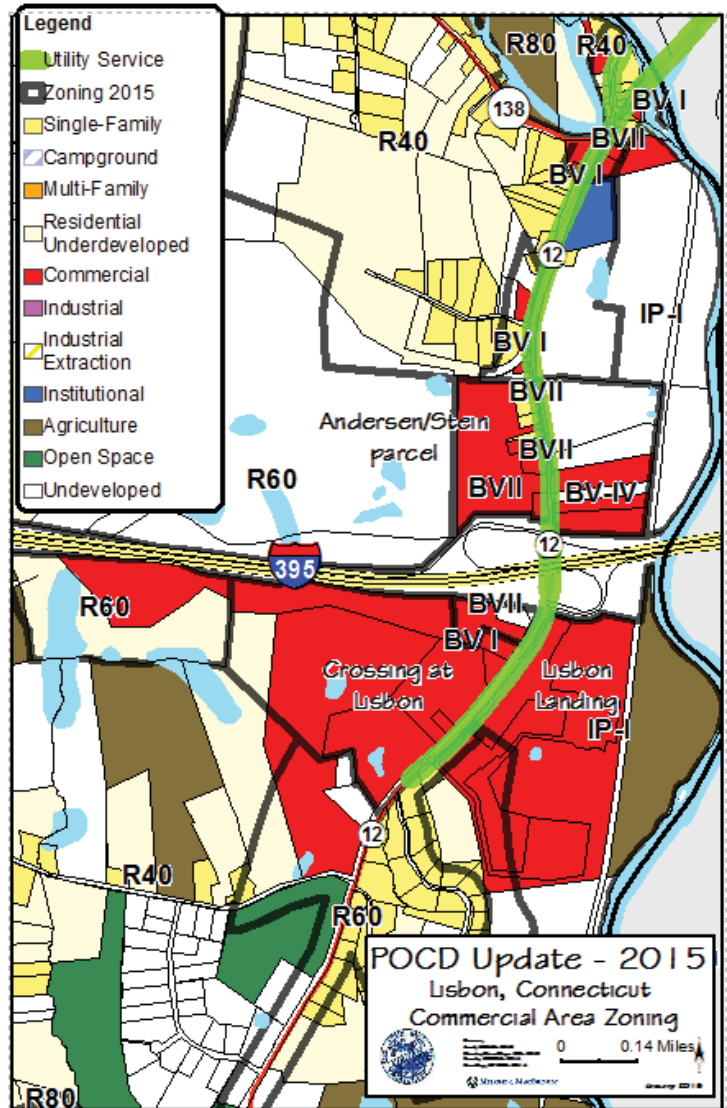 Legend
Utility Service
Zoning 2015
Single-Family
Campground
Multi-Family
Residential
Underdeveloped
Commercial
Industrial
Industrial
Extraction
Institutional
Agriculture
Open Space
Undeveloped
R80
R40
138
BV I
R40
BVII
BV I
12
IP-I
BV I
BVII
Andersen/Stein
parcel
BVII
R60
BVII
BV-IV
12
395
R60
BVII
BV I
Crossing at
Lisbon
Lisbon
Landing
IP-I
12
R40
R60
R80
POCD Update - 2015
Lisbon, Connecticut
Commercial Area Zoning
0 0.14 Miles